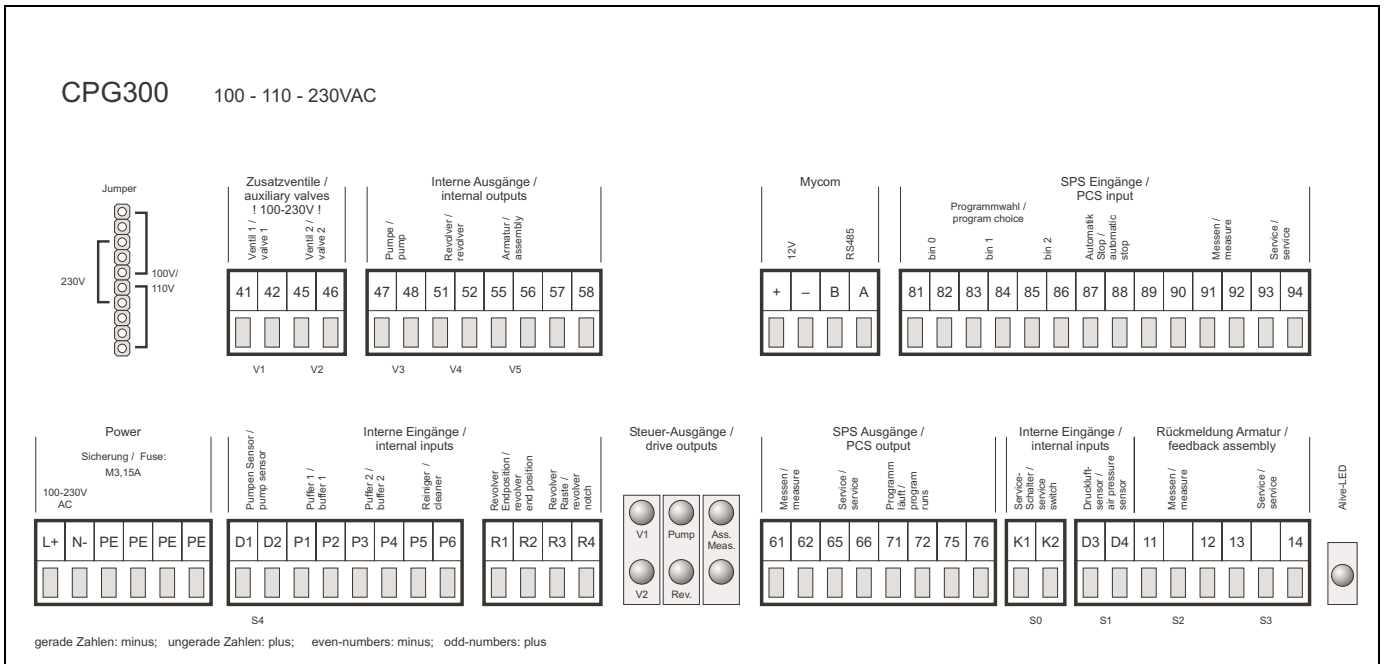 CPG300 100 - 110 - 230VAC
Jumper
230V
100V/
110V
Zusatzventile /
auxiliary valves
! 100-230V !
Ventil 1 /
valve 1
Ventil 2 /
valve 2
41 42 45 46
V1 V2
Interne Ausgänge /
internal outputs
Pumpe /
pump
Revolver /
revolver
Armatur /
assembly
47 48 51 52 55 56 57 58
V3 V4 V5
Mycom
12V
RS485
+ – B A
SPS Eingänge /
PCS input
Programmwahl /
program choice
bin 0
bin 1
bin 2
Automatik
Stop /
automatic
stop
Messen /
measure
Service /
service
81 82 83 84 85 86 87 88 89 90 91 92 93 94
Power
Sicherung / Fuse:
M3,15A
100-230V
AC
L+ N- PE PE PE PE
Interne Eingänge /
internal inputs
Pumpen Sensor /
pump sensor
Puffer 1 /
buffer 1
Puffer 2 /
buffer 2
Reiniger /
cleaner
D1 D2 P1 P2 P3 P4 P5 P6
S4
Revolver
Endposition /
revolver
end position
Revolver
Raste /
revolver
notch
R1 R2 R3 R4
Steuer-Ausgänge /
drive outputs
V1 Pump Ass.
Meas.
V2 Rev.
SPS Ausgänge /
PCS output
Messen /
measure
Service /
service
Programm
läuft /
program
runs
61 62 65 66 71 72 75 76
Interne Eingänge /
internal inputs
Service-
Schalter /
service
switch
Druckluft-
sensor /
air pressure
sensor
K1 K2 D3 D4
S0 S1
Rückmeldung Armatur /
feedback assembly
Messen /
measure
Service /
service
11 12 13 14
S2 S3
Alive-LED
gerade Zahlen: minus; ungerade Zahlen: plus; even-numbers: minus; odd-numbers: plus